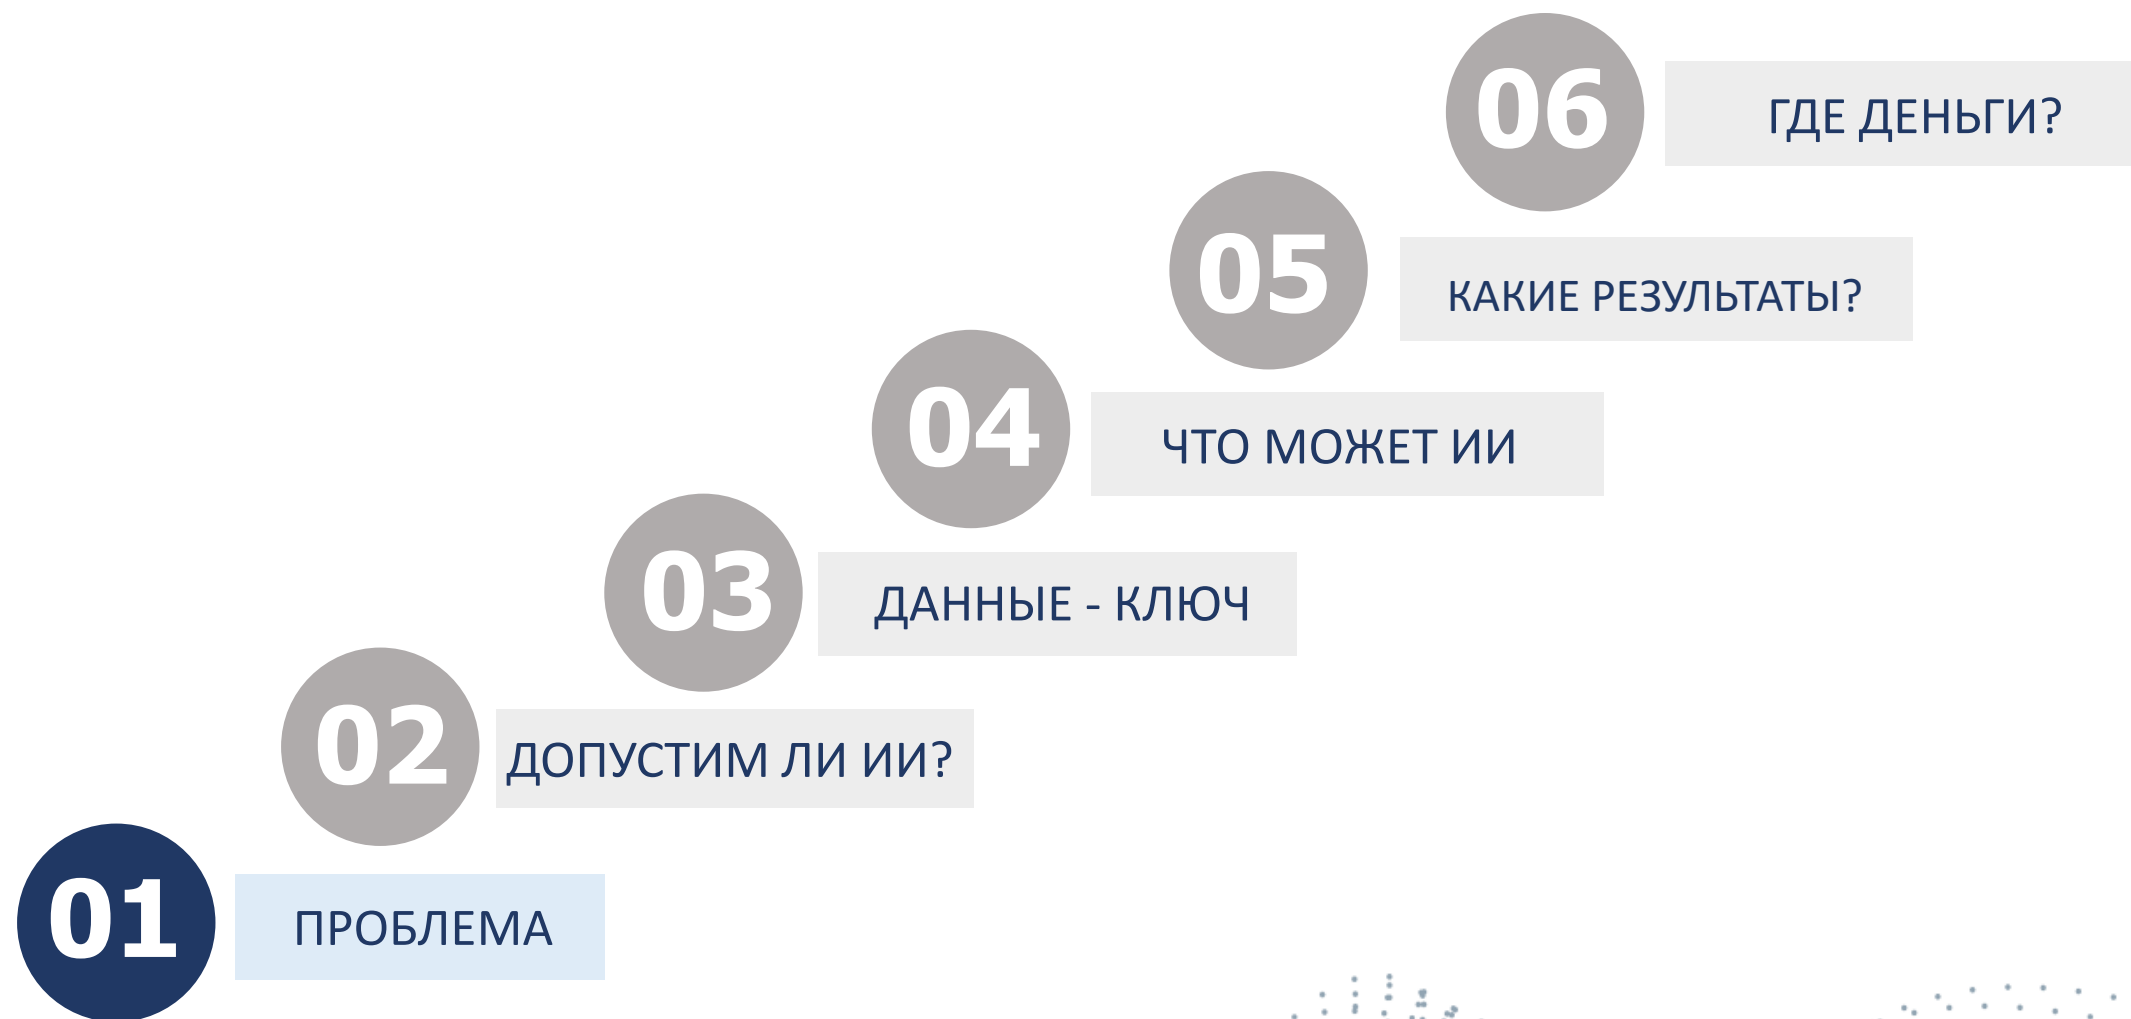 06
ГДЕ ДЕНЬГИ?
05
КАКИЕ РЕЗУЛЬТАТЫ?
04
ЧТО МОЖЕТ ИИ
03
ДАННЫЕ - КЛЮЧ
02
ДОПУСТИМ ЛИ ИИ?
01
ПРОБЛЕМА